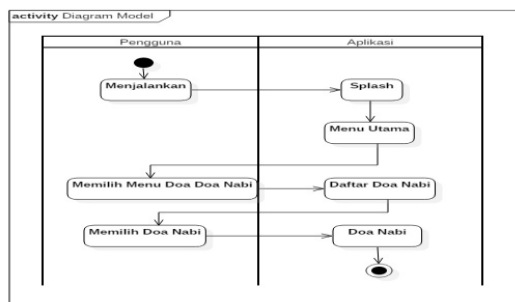 activity Diagram Model
Pengguna
Aplikasi
Menjalankan
Splash
Menu Utama
Memilih Menu Doa Doa Nabi
Daftar Doa Nabi
Memilih Doa Nabi
Doa Nabi